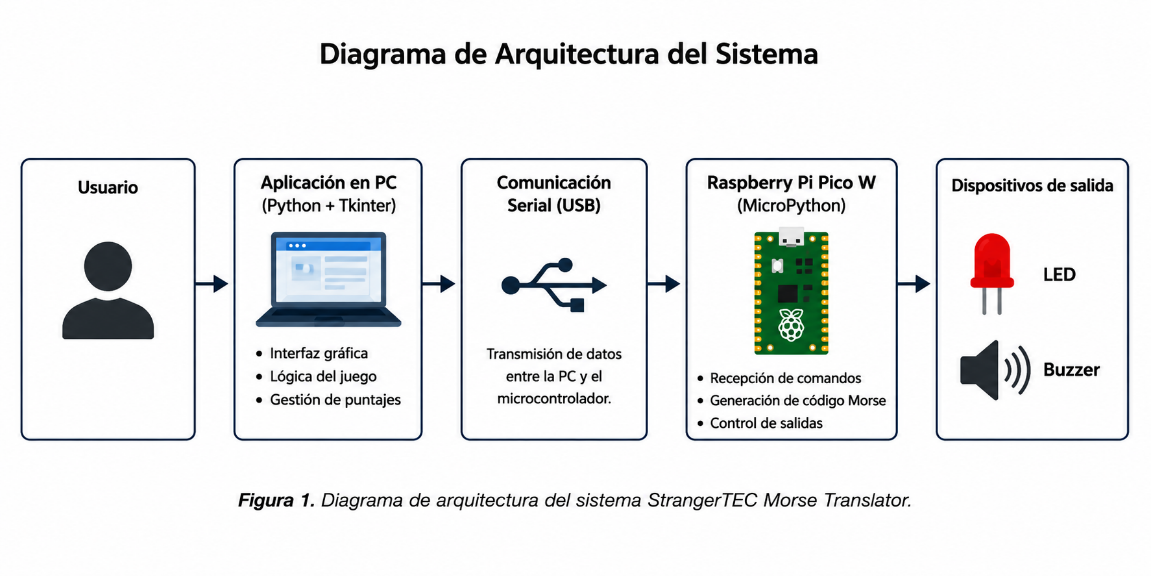 Diagrama de Arquitectura del Sistema
Usuario
Aplicación en PC
(Python + Tkinter)
• Interfaz gráfica
• Lógica del juego
• Gestión de puntajes
Comunicación
Serial (USB)
Transmisión de datos
entre la PC y el
microcontrolador.
Raspberry Pi Pico W
(MicroPython)
• Recepción de comandos
• Generación de código Morse
• Control de salidas
Dispositivos de salida
LED
Buzzer
Figura 1. Diagrama de arquitectura del sistema StrangerTEC Morse Translator.